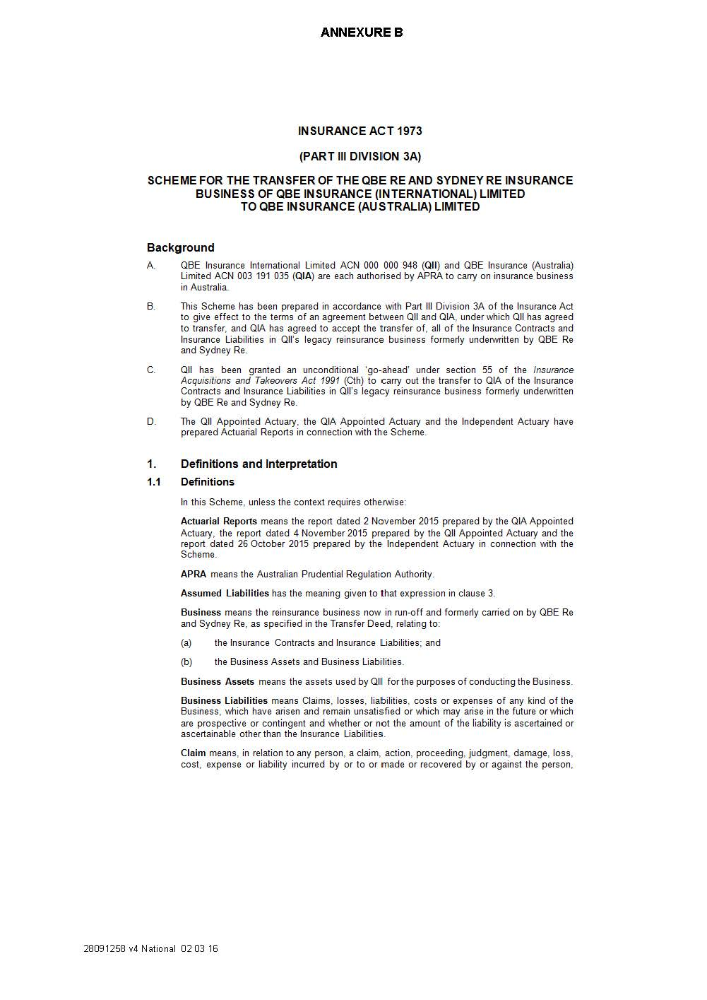 ANNEXURE B
INSURANCE ACT 1973
(PART III DIVISION 3A)
SCHEME FOR THE TRANSFER OF THE QBE RE AND SYDNEY RE INSURANCE
BUSINESS OF QBE INSURANCE (INTERNATIONAL) LIMITED
TO QBE INSURANCE (AUSTRALIA) LIMITED
Background
A. QBE Insurance International Limited ACN 000 000 948 (QII) and QBE Insurance (Australia)
Limited ACN 003 191 035 (QIA) are each authorised by APRA to carry on insurance business
in Australia.
B. This Scheme has been prepared in accordance with Part III Division 3A of the Insurance Act
to give effect to the terms of an agreement between QII and QIA, under which QII has agreed
to transfer, and QIA has agreed to accept the transfer of, all of the Insurance Contracts and
Insurance Liabilities in QII's legacy reinsurance business formerly underwritten by QBE Re
and Sydney Re.
C. QII has been granted an unconditional 'go-ahead' under section 55 of the Insurance
Acquisitions and Takeovers Act 1991 (Cth) to carry out the transfer to QIA of the Insurance
Contracts and Insurance Liabilities in QII's legacy reinsurance business formerly underwritten
by QBE Re and Sydney Re.
D. The QII Appointed Actuary, the QIA Appointed Actuary and the Independent Actuary have
prepared Actuarial Reports in connection with the Scheme.
1. Definitions and Interpretation
1.1 Definitions
In this Scheme, unless the context requires otherwise:
Actuarial Reports means the report dated 2 November 2015 prepared by the QIA Appointed
Actuary, the report dated 4 November 2015 prepared by the QII Appointed Actuary and the
report dated 26 October 2015 prepared by the Independent Actuary in connection with the
Scheme.
APRA means the Australian Prudential Regulation Authority.
Assumed Liabilities has the meaning given to that expression in clause 3.
Business means the reinsurance business now in run-off and formerly carried on by QBE Re
and Sydney Re, as specified in the Transfer Deed, relating to:
(a) the Insurance Contracts and Insurance Liabilities; and
(b) the Business Assets and Business Liabilities.
Business Assets means the assets used by QII for the purposes of conducting the Business.
Business Liabilities means Claims, losses, liabilities, costs or expenses of any kind of the
Business, which have arisen and remain unsatisfied or which may arise in the future or which
are prospective or contingent and whether or not the amount of the liability is ascertained or
ascertainable other than the Insurance Liabilities.
Claim means, in relation to any person, a claim, action, proceeding, judgment, damage, loss,
cost, expense or liability incurred by or to or made or recovered by or against the person,
28091258 v4 National 02 03 16